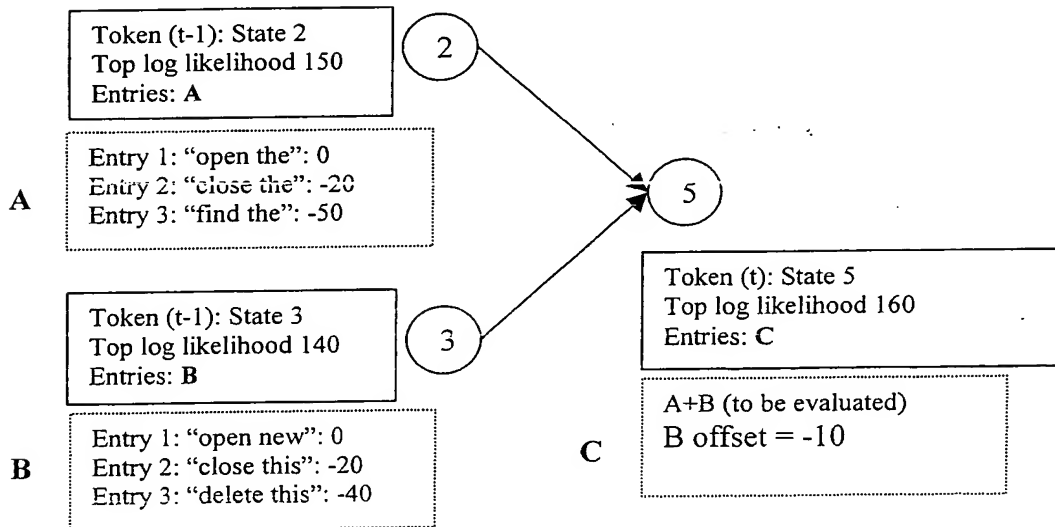 Token (t-1): State 2
Top log likelihood 150
Entries: A
2
A
Entry 1: “open the”: 0
Entry 2: “close the”: -20
Entry 3: “find the”: -50
5
Token (t-1): State 3
Top log likelihood 140
Entries: B
3
B
Entry 1: “open new”: 0
Entry 2: “close this”: -20
Entry 3: “delete this”: -40
Token (t): State 5
Top log likelihood 160
Entries: C
C
A+B (to be evaluated)
B offset = -10